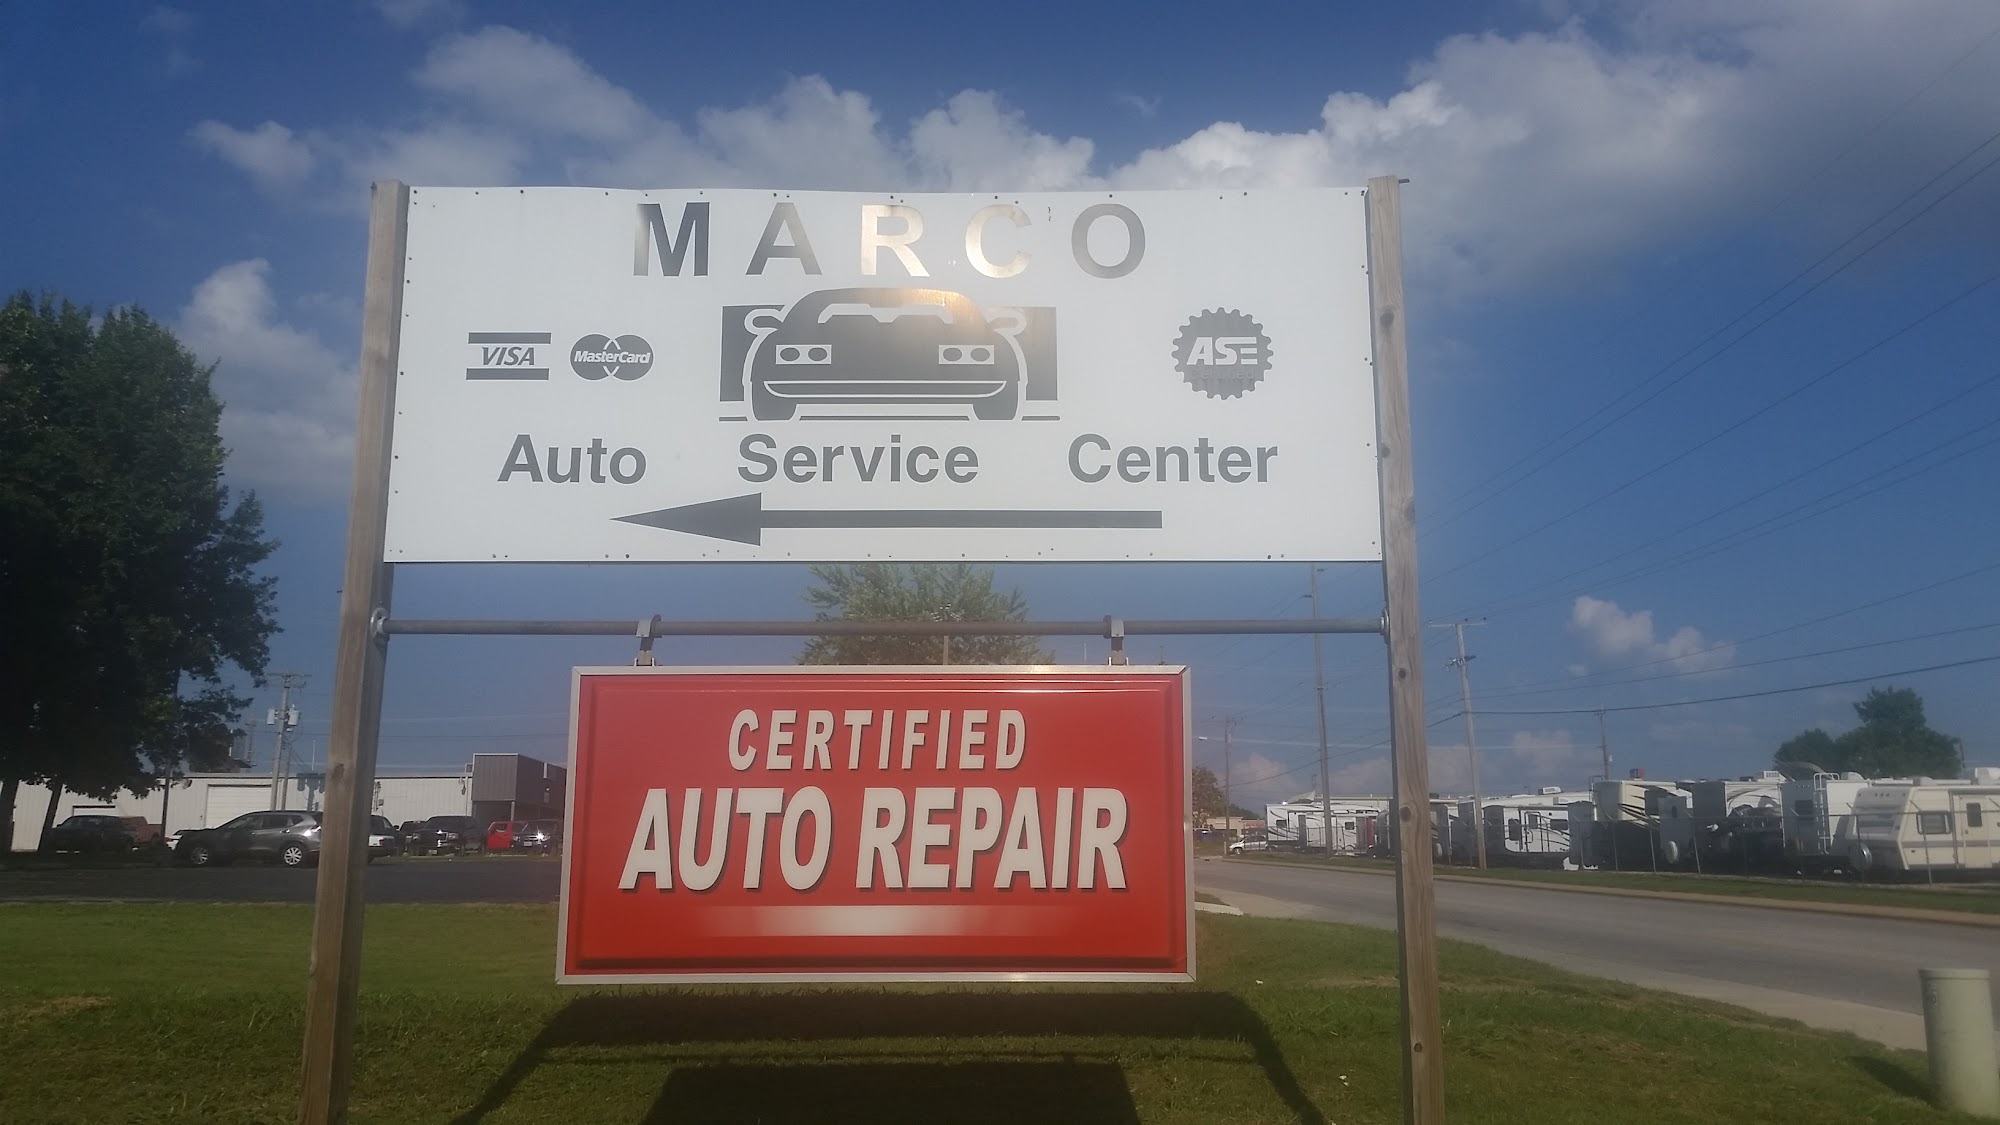 MARCO
VISA MasterCard ASE
Auto Service Center
CERTIFIED
AUTO REPAIR